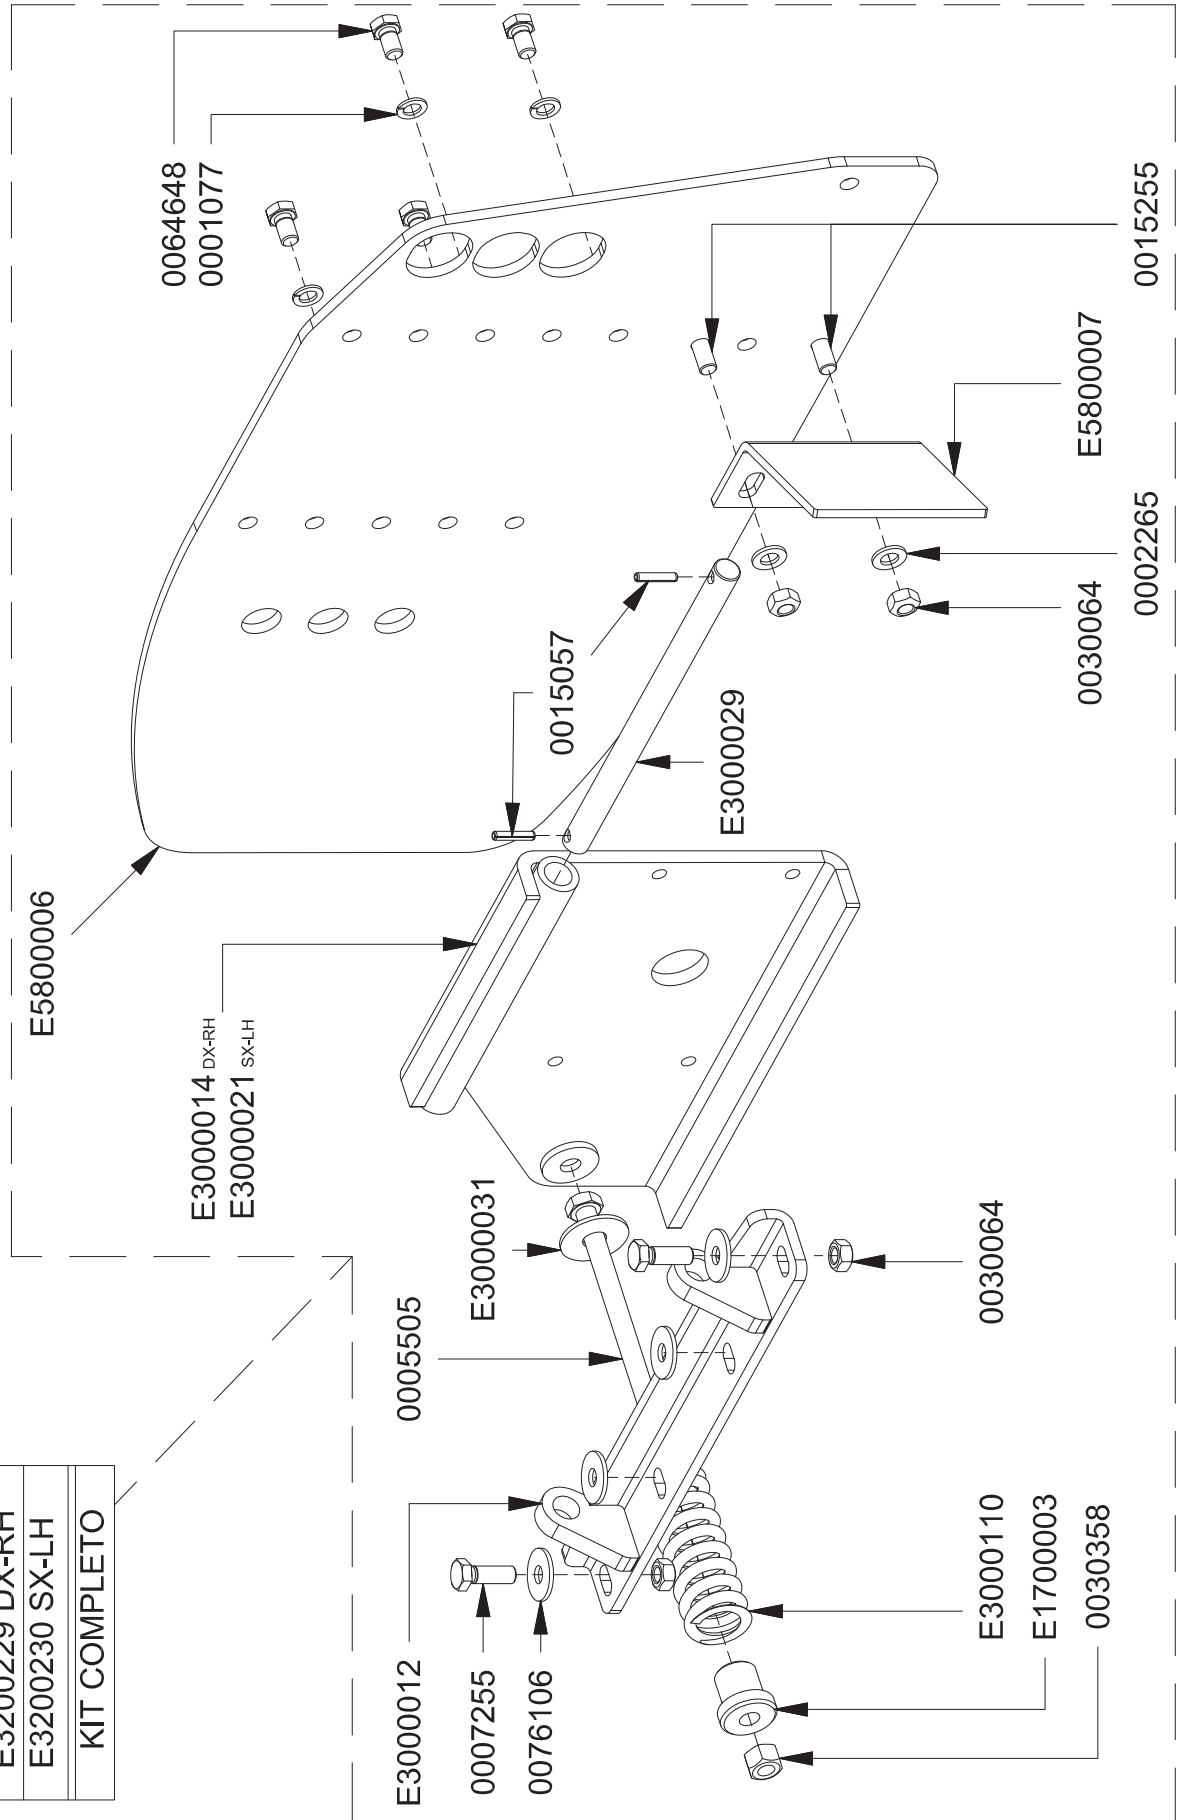 E3200229 DX-RH
E3200230 SX-LH
KIT COMPLETO
E5800006
E3000014 DX-RH
E3000021 SX-LH
0064648
0001077
0015255
E5800007
0002265
0030064
0015057
E3000029
E3000031
0005505
0030064
E3000012
0007255
0076106
E3000110
E1700003
0030358